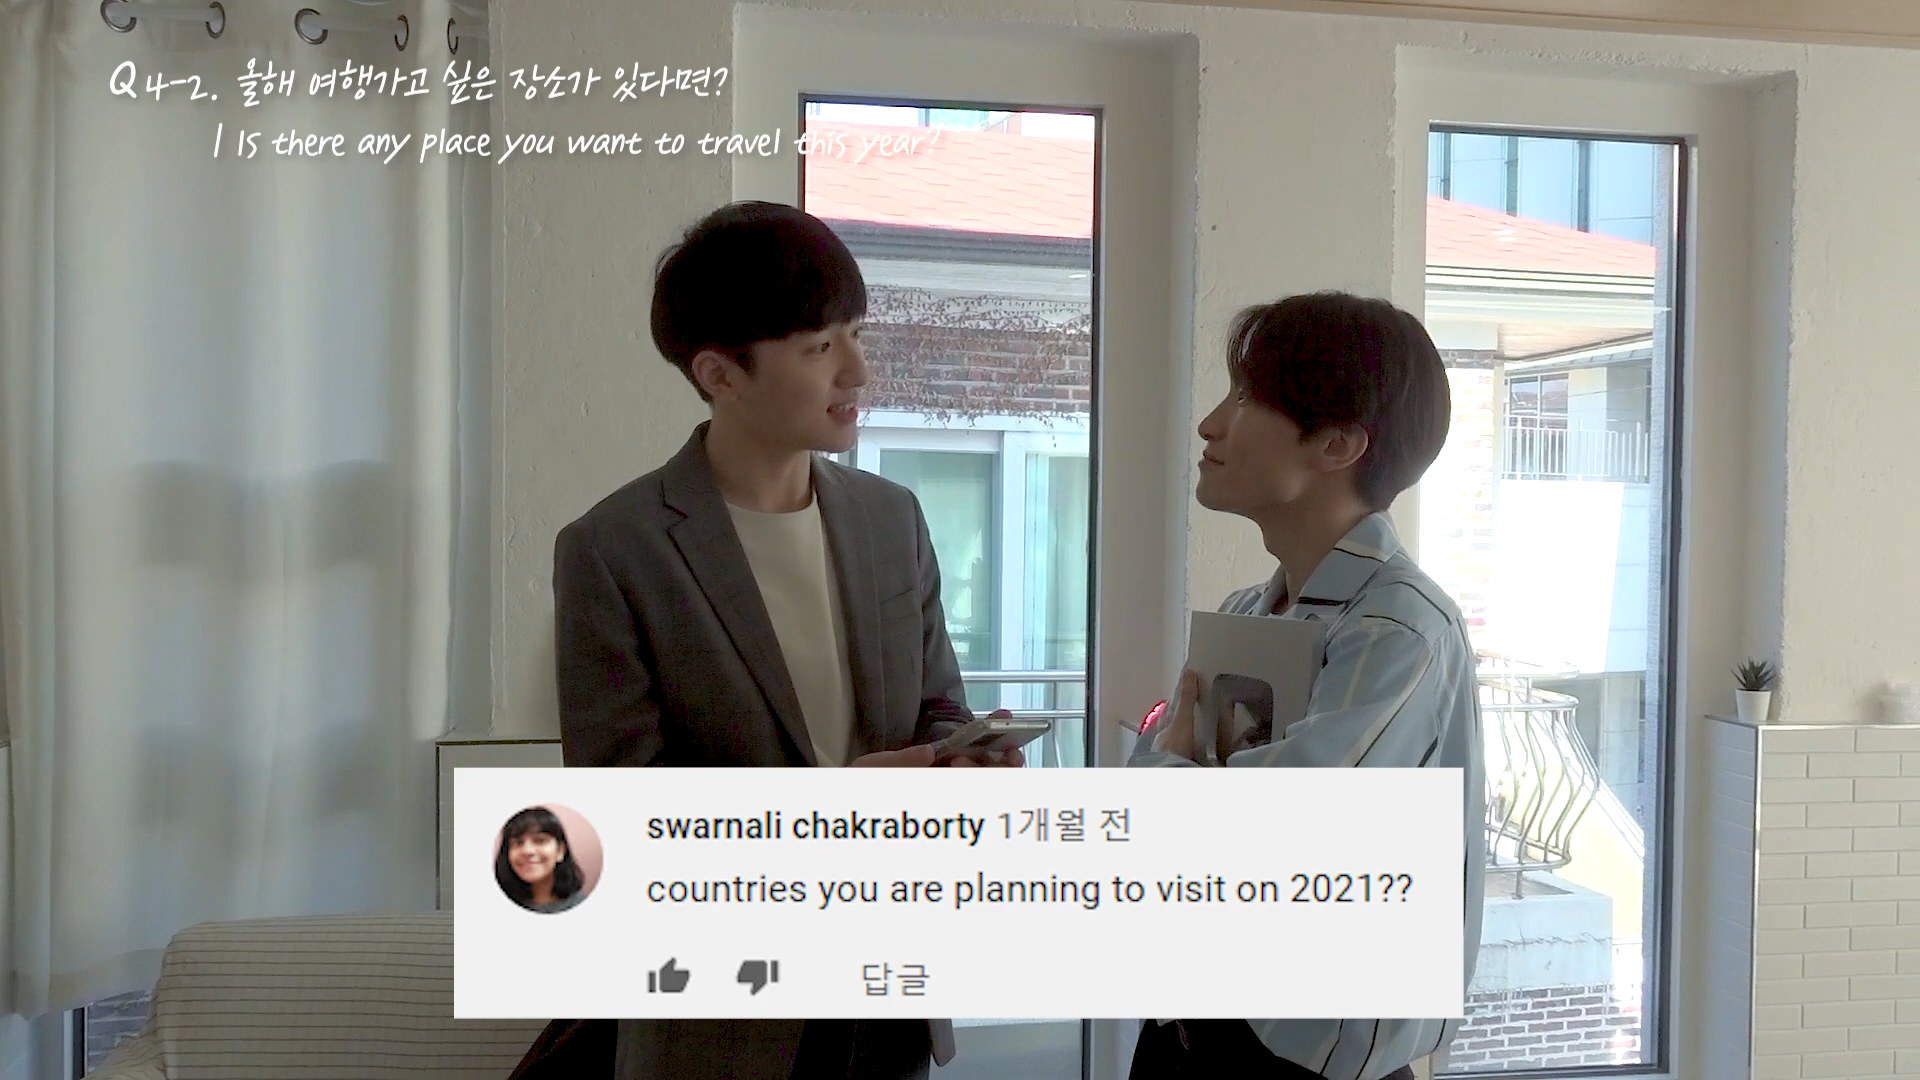 Q 4-2. 올해 여행가고 싶은 장소가 있다면?
| Is there any place you want to travel this year?
swarnali chakraborty 1개월 전
countries you are planning to visit on 2021??
답글